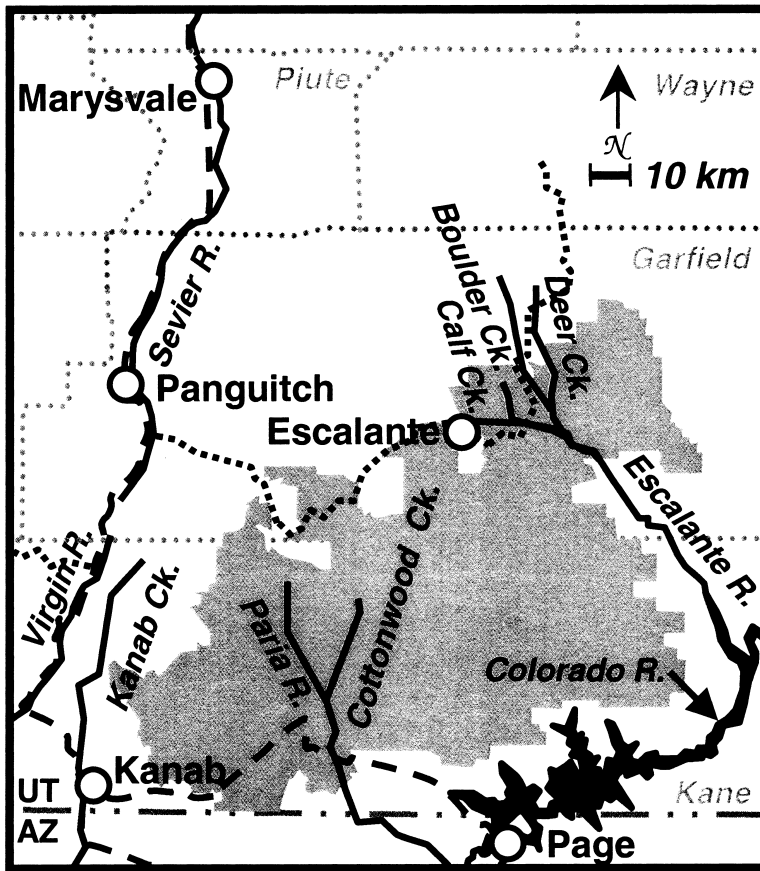 Piute
Wayne
Marysvale
N
10 km
Garfield
Sevier R.
Boulder Ck.
Calf Ck.
Deer Ck.
Panguitch
Escalante
Escalante R.
Virgin R.
Kanab Ck.
Paria R.
Cottonwood Ck.
Colorado R.
Kanab
UT
AZ
Kane
Page